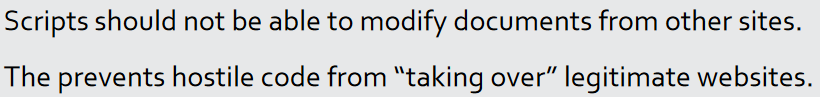 Scripts should not be able to modify documents from other sites.
The prevents hostile code from “taking over” legitimate websites.